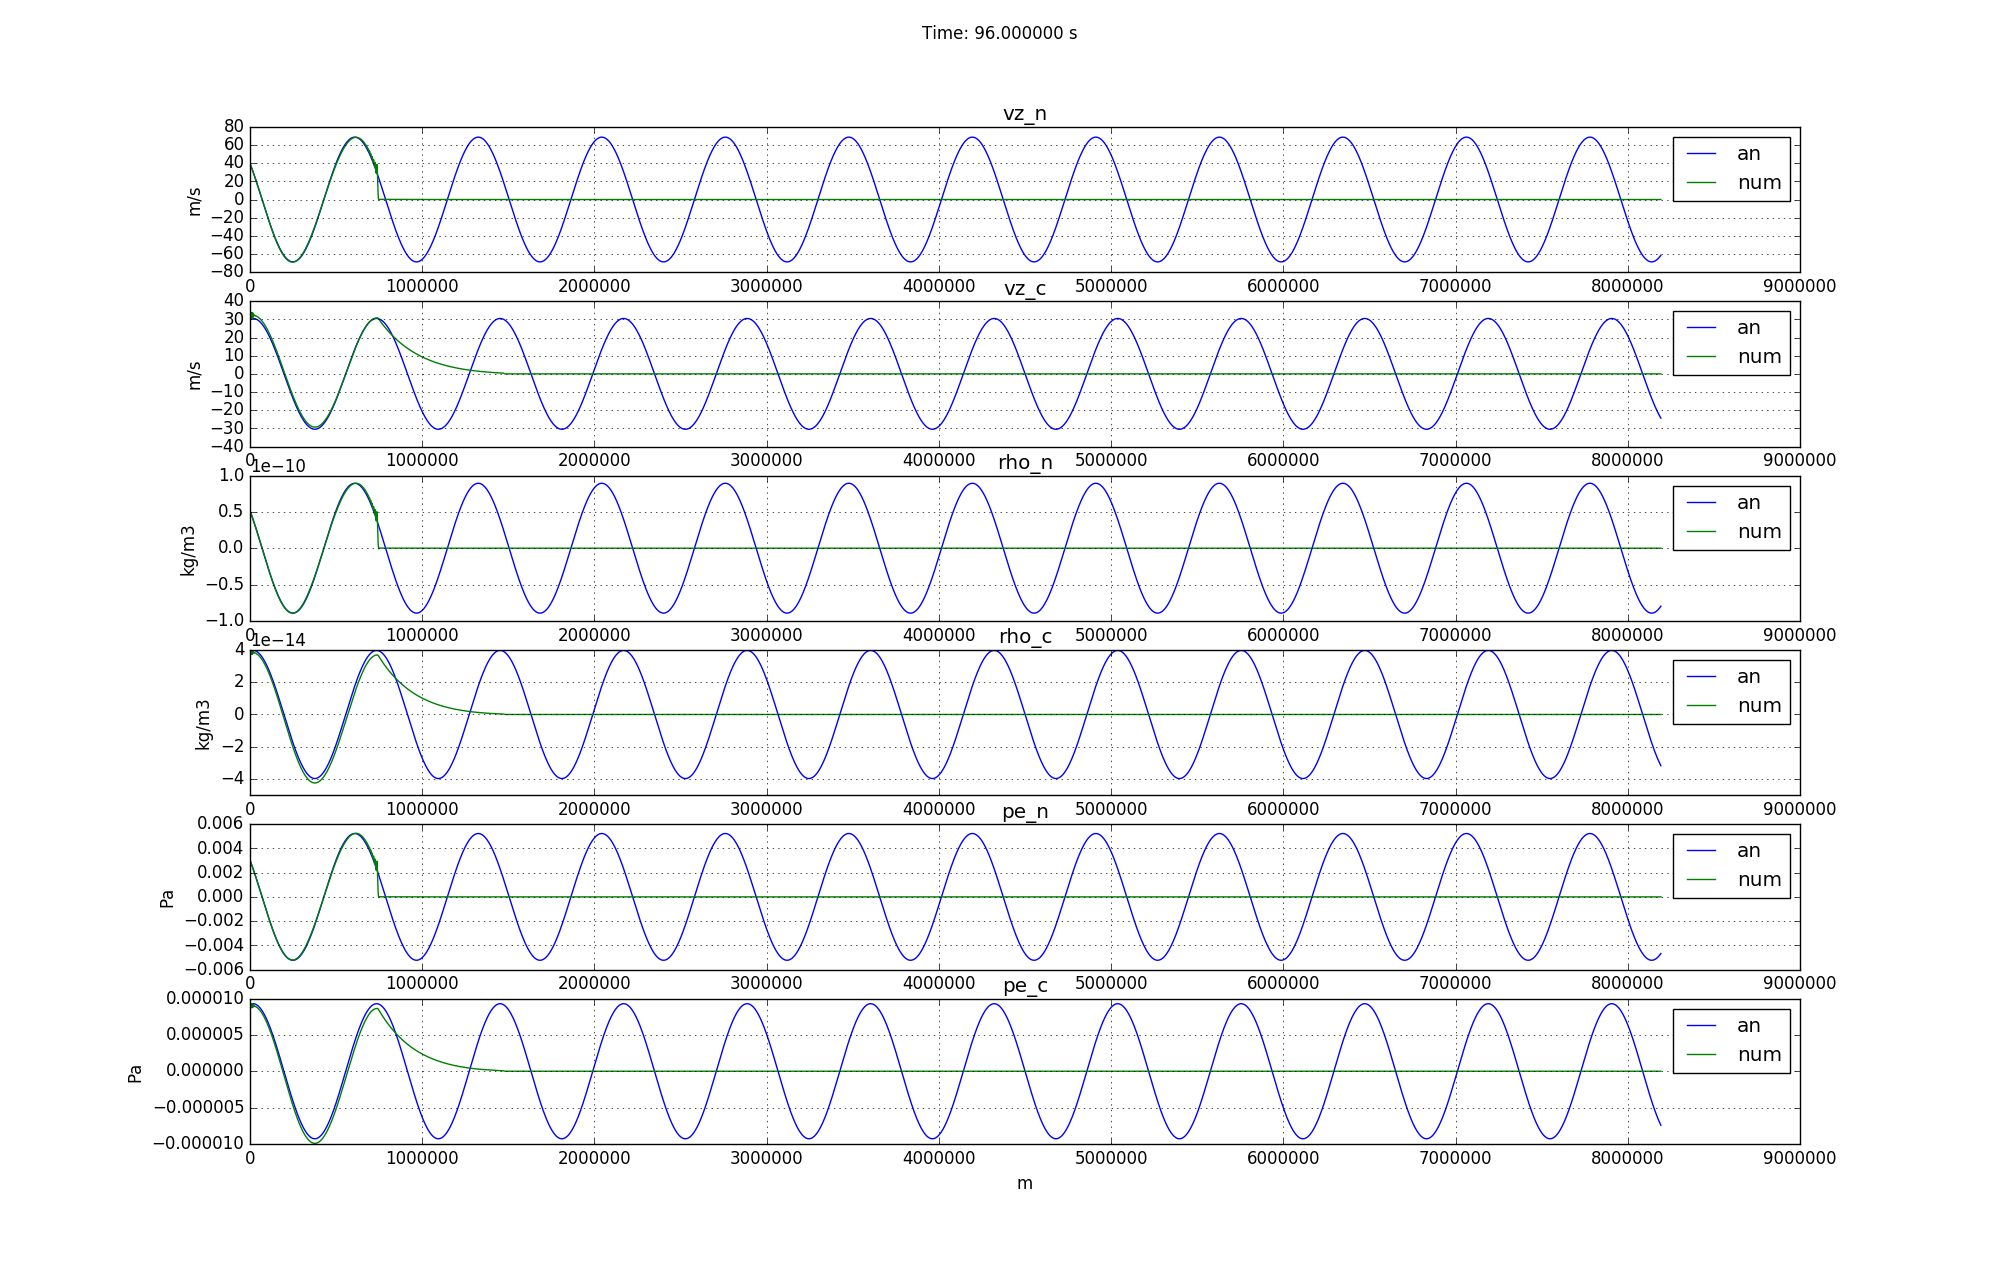 Time: 96.000000 s
vz_n
80
60
40
20
0
−20
−40
−60
−80
m/s
an
num
0 1000000 2000000 3000000 4000000 5000000 6000000 7000000 8000000 9000000
vz_c
40
30
20
10
0
−10
−20
−30
−40
m/s
an
num
0 1000000 2000000 3000000 4000000 5000000 6000000 7000000 8000000 9000000
1e−10
rho_n
1.0
0.5
0.0
−0.5
−1.0
kg/m3
an
num
0 1000000 2000000 3000000 4000000 5000000 6000000 7000000 8000000 9000000
1e−14
rho_c
4
2
0
−2
−4
kg/m3
an
num
0 1000000 2000000 3000000 4000000 5000000 6000000 7000000 8000000 9000000
pe_n
0.006
0.004
0.002
0.000
−0.002
−0.004
−0.006
Pa
an
num
0 1000000 2000000 3000000 4000000 5000000 6000000 7000000 8000000 9000000
pe_c
0.000010
0.000005
0.000000
−0.000005
−0.000010
Pa
an
num
0 1000000 2000000 3000000 4000000 5000000 6000000 7000000 8000000 9000000
m